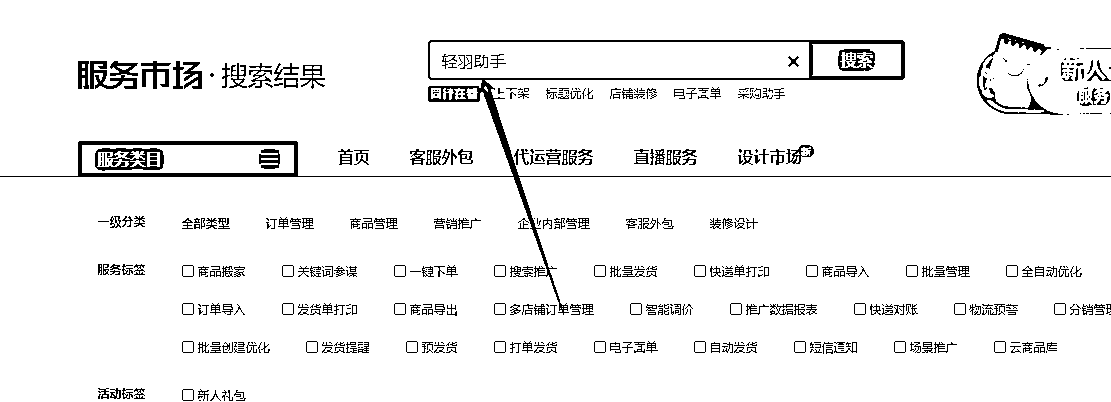 服务市场·搜索结果
轻羽助手 × 搜索
上下架 标题优化 店铺装修 电子面单 采购助手
新人
服务
服务类目 首页 客服外包 代运营服务 直播服务 设计市场
一级分类 全部类型 订单管理 商品管理 营销推广 企业内部管理 客服外包 装修设计
服务标签 商品搬家 关键词参谋 一键下单 搜索推广 批量发货 快递单打印 商品导入 批量管理 全自动优化
订单导入 发货单打印 商品导出 多店铺订单管理 智能调价 推广数据报表 快递对账 物流预警 分销管理
批量创建优化 发货提醒 预发货 打单发货 电子面单 自动发货 短信通知 场景推广 云商品库
活动标签 新人礼包